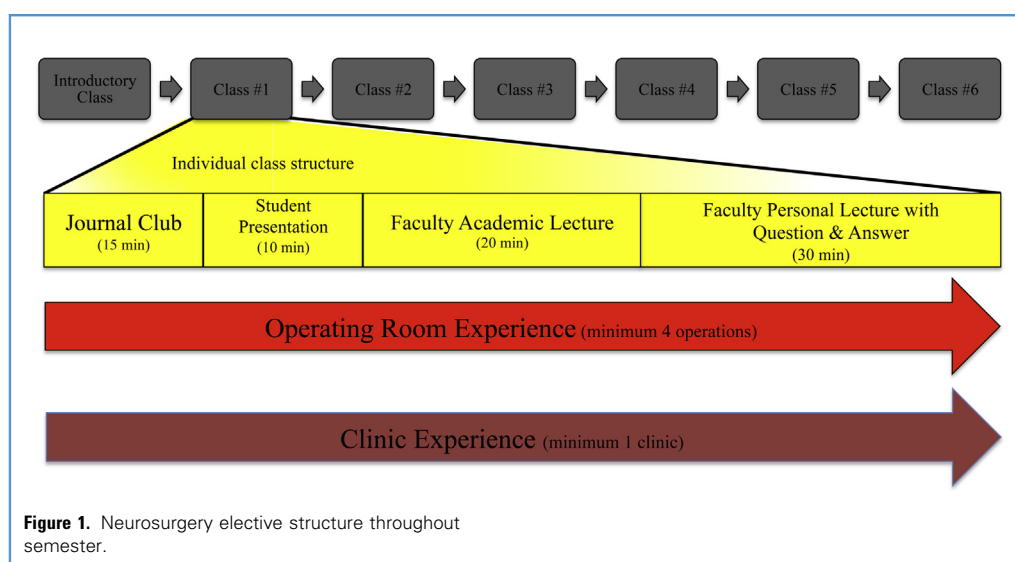 Introductory
Class
Class #1
Class #2
Class #3
Class #4
Class #5
Class #6
Individual class structure
Journal Club
(15 min)
Student
Presentation
(10 min)
Faculty Academic Lecture
(20 min)
Faculty Personal Lecture with
Question & Answer
(30 min)
Operating Room Experience (minimum 4 operations)
Clinic Experience (minimum 1 clinic)
Figure 1. Neurosurgery elective structure throughout
semester.